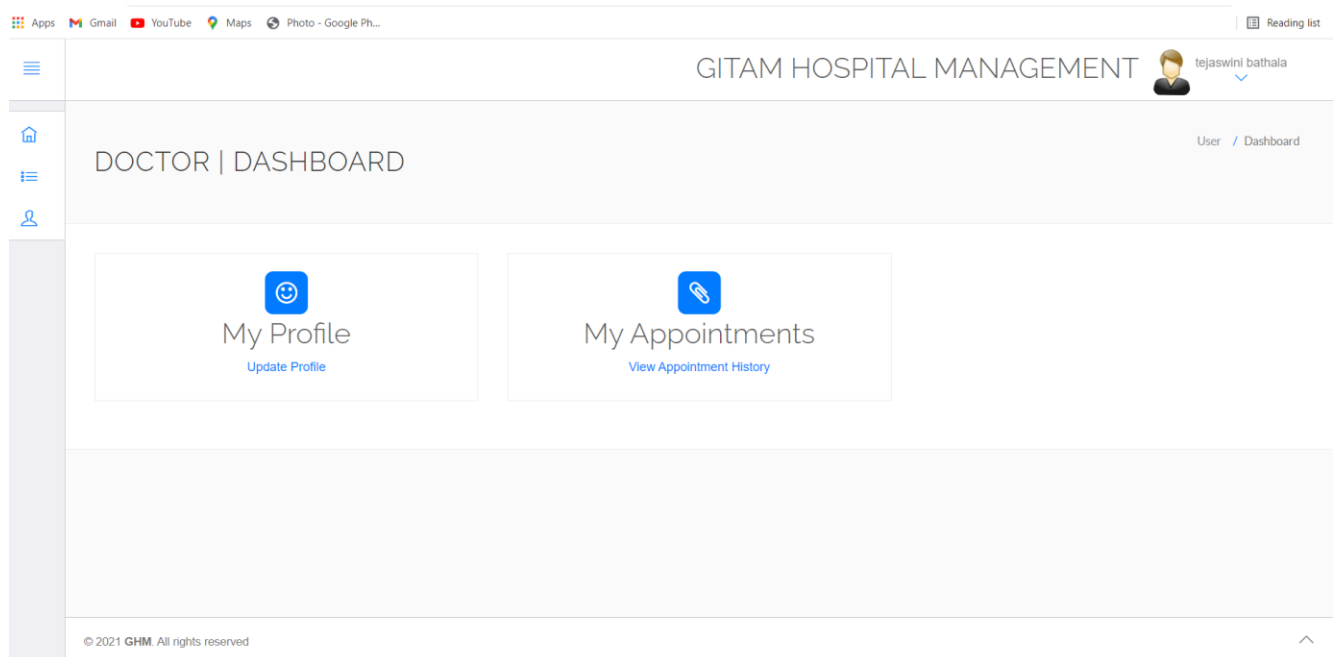 Apps Gmail YouTube Maps Photo - Google Ph... Reading list
GITAM HOSPITAL MANAGEMENT tejaswini bathala
User / Dashboard
DOCTOR | DASHBOARD
My Profile
Update Profile
My Appointments
View Appointment History
© 2021 GHM. All rights reserved